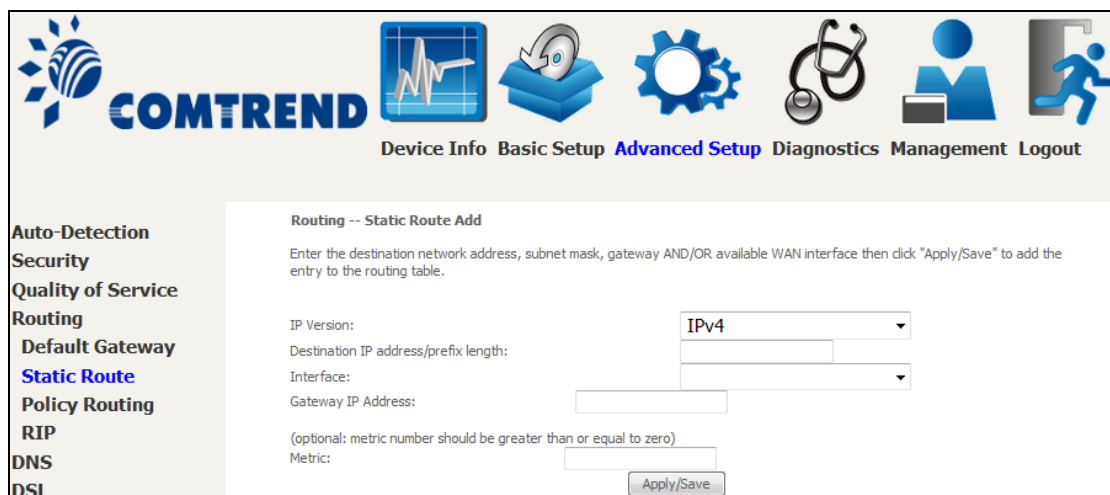 COMTREND
Device Info Basic Setup Advanced Setup Diagnostics Management Logout
Auto-Detection
Security
Quality of Service
Routing
Default Gateway
Static Route
Policy Routing
RIP
DNS
DSL
Routing -- Static Route Add
Enter the destination network address, subnet mask, gateway AND/OR available WAN interface then click "Apply/Save" to add the
entry to the routing table.
IP Version: IPv4
Destination IP address/prefix length:
Interface:
Gateway IP Address:
(optional: metric number should be greater than or equal to zero)
Metric:
Apply/Save